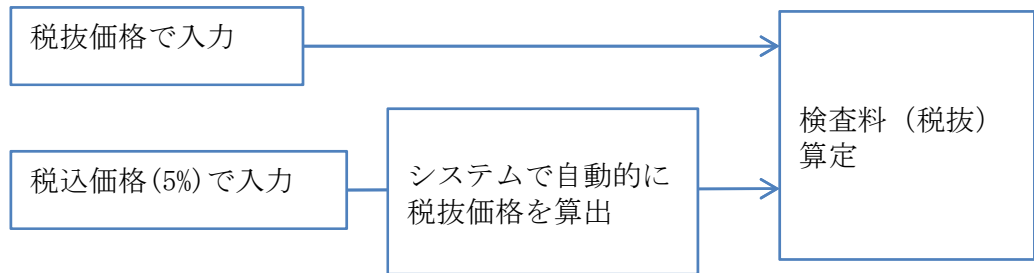 税抜価格で入力
税込価格(5%)で入力
システムで自動的に
税抜価格を算出
検査料（税抜）
算定